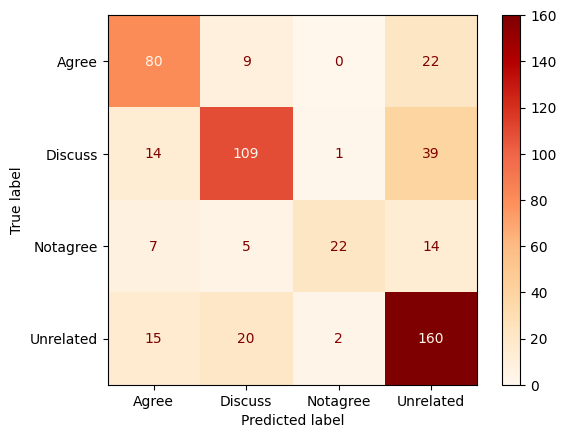 True label
Agree 80 9 0 22
Discuss 14 109 1 39
Notagree 7 5 22 14
Unrelated 15 20 2 160
Agree Discuss Notagree Unrelated
Predicted label
160
140
120
100
80
60
40
20
0